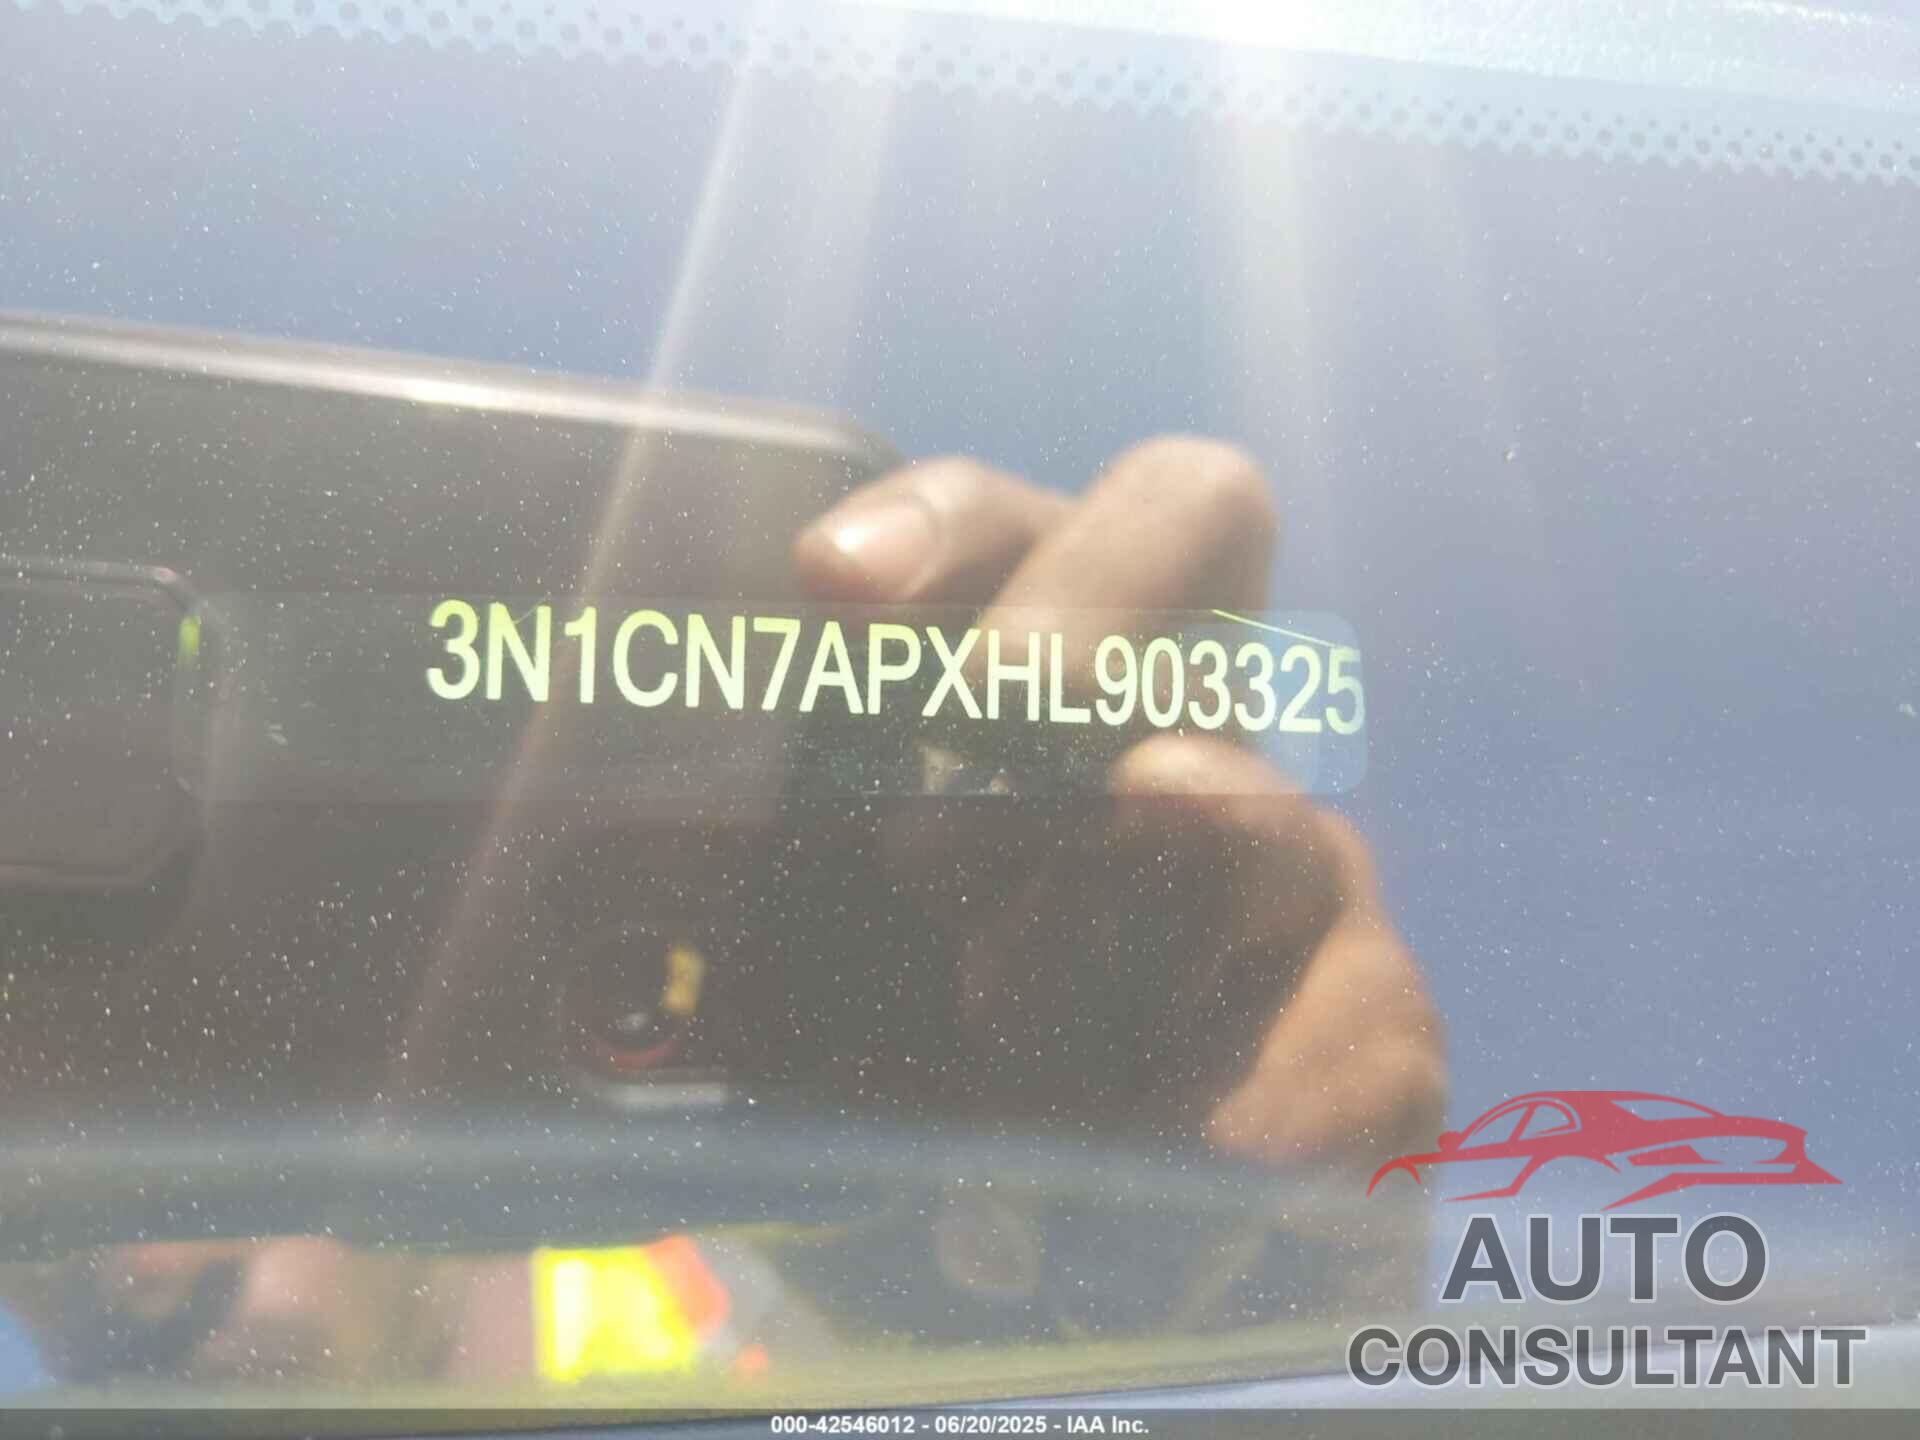 3N1CN7APXHL903325
AUTO
CONSULTANT
000-42546012 - 06/20/2025 - IAA Inc.